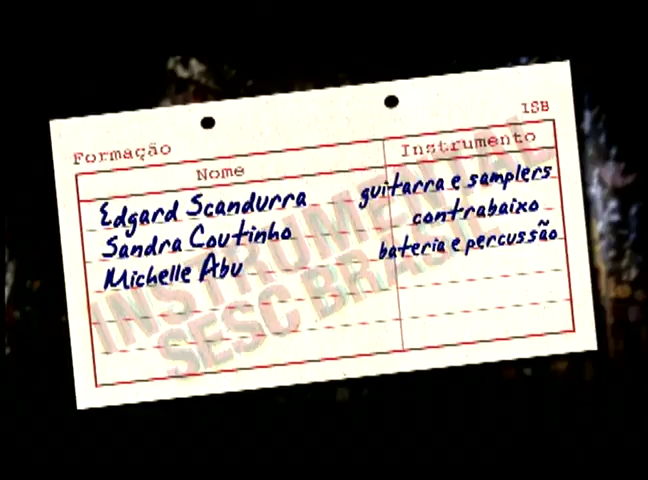 ISB
Formação
Nome Instrumento
Edgard Scandurra guitarra e samplers
Sandra Coutinho contrabaixo
Michelle Abu bateria e percussão
INSTRUMENTAL
SESC BRASIL